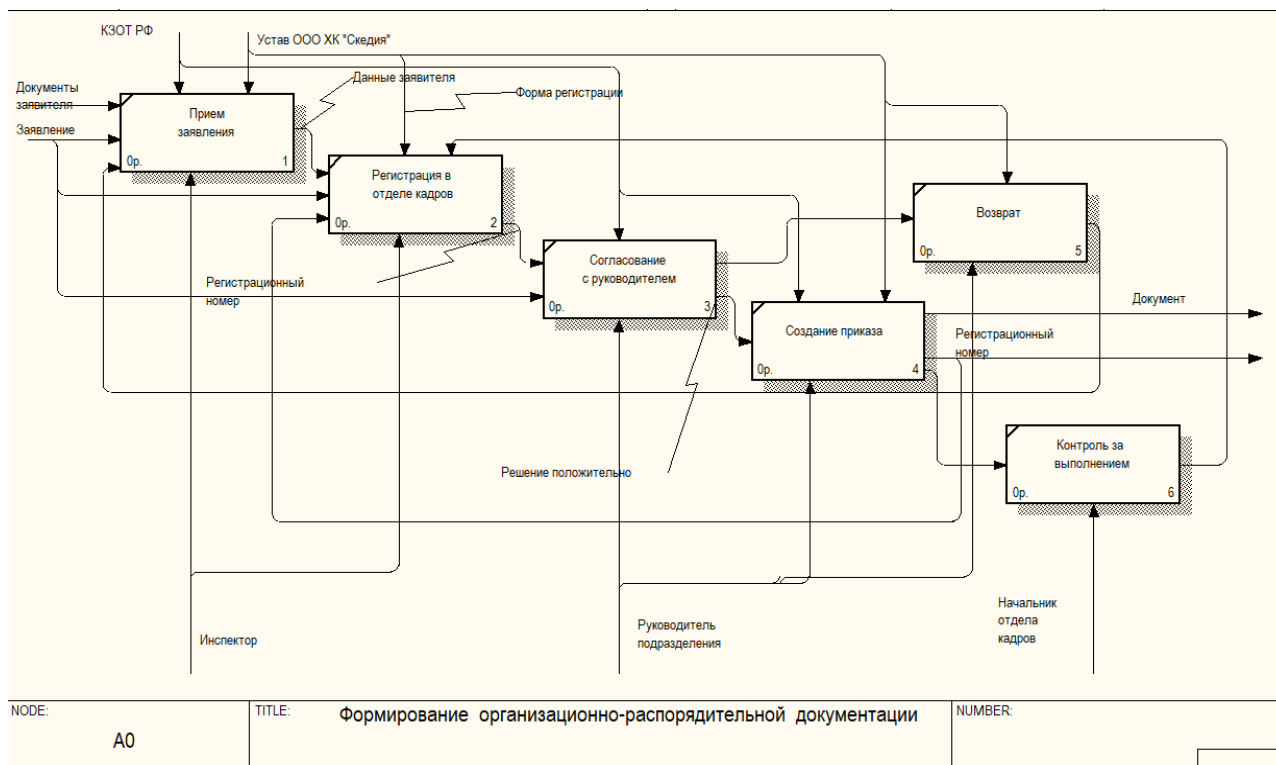 КЗОТ РФ
Устав ООО ХК "Скедия"
Документы
заявителя
Заявление
Данные заявителя
Форма регистрации
Прием
заявления
0р. 1
Регистрация в
отделе кадров
0р. 2
Возврат
0р. 5
Согласование
с руководителем
0р. 3
Регистрационный
номер
Документ
Создание приказа
0р. 4
Регистрационный
номер
Контроль за
выполнением
0р. 6
Решение положительно
Инспектор
Руководитель
подразделения
Начальник
отдела
кадров
NODE:
A0
TITLE:
Формирование организационно-распорядительной документации
NUMBER: